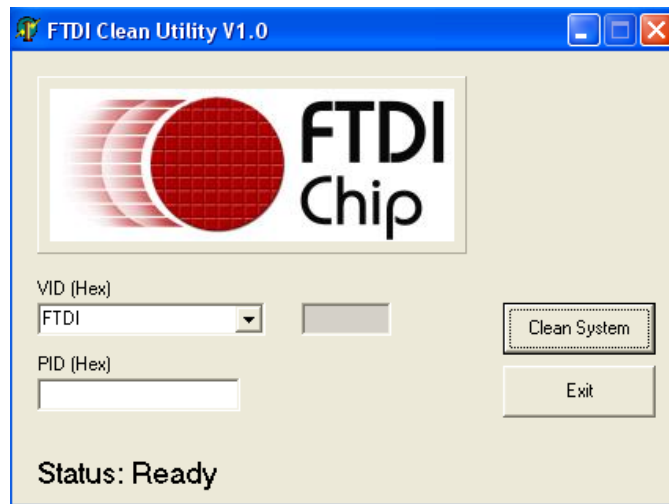 FTDI Clean Utility V1.0
FTDI
Chip
VID (Hex)
FTDI
Clean System
PID (Hex)
Exit
Status: Ready